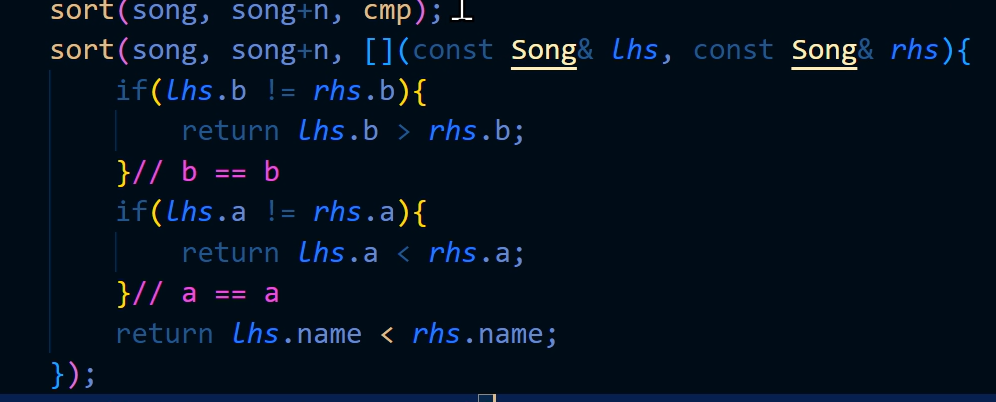 sort(song, song+n, cmp);
sort(song, song+n, [](const Song& lhs, const Song& rhs){
if(lhs.b != rhs.b){
return lhs.b > rhs.b;
}// b == b
if(lhs.a != rhs.a){
return lhs.a < rhs.a;
}// a == a
return lhs.name < rhs.name;
});